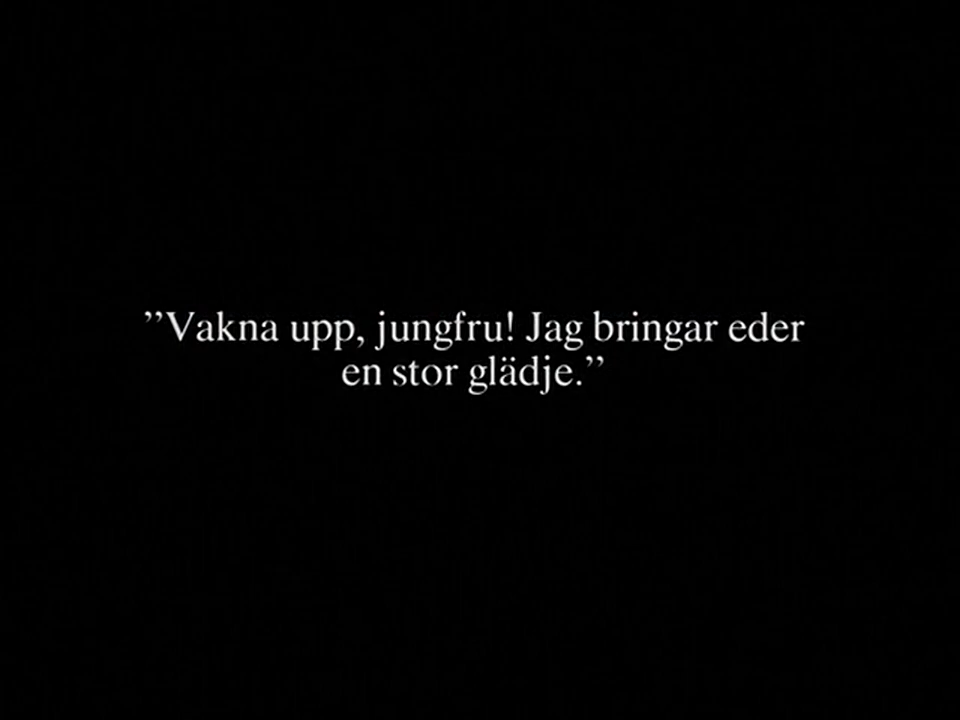 ”Vakna upp, jungfru! Jag bringar eder
en stor glädje.”